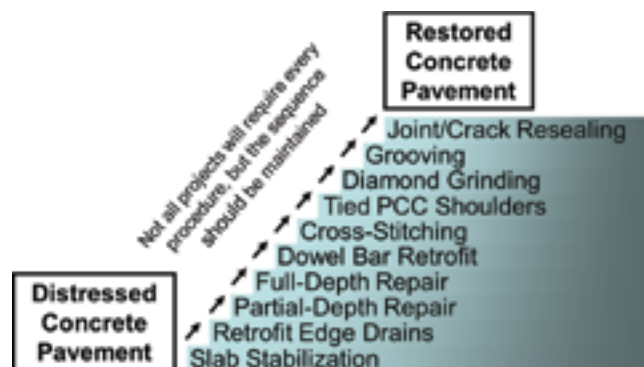 Restored
Concrete
Pavement
Not all projects will require every
procedure, but the sequence
should be maintained
Joint/Crack Resealing
Grooving
Diamond Grinding
Tied PCC Shoulders
Cross-Stitching
Dowel Bar Retrofit
Full-Depth Repair
Partial-Depth Repair
Retrofit Edge Drains
Slab Stabilization
Distressed
Concrete
Pavement